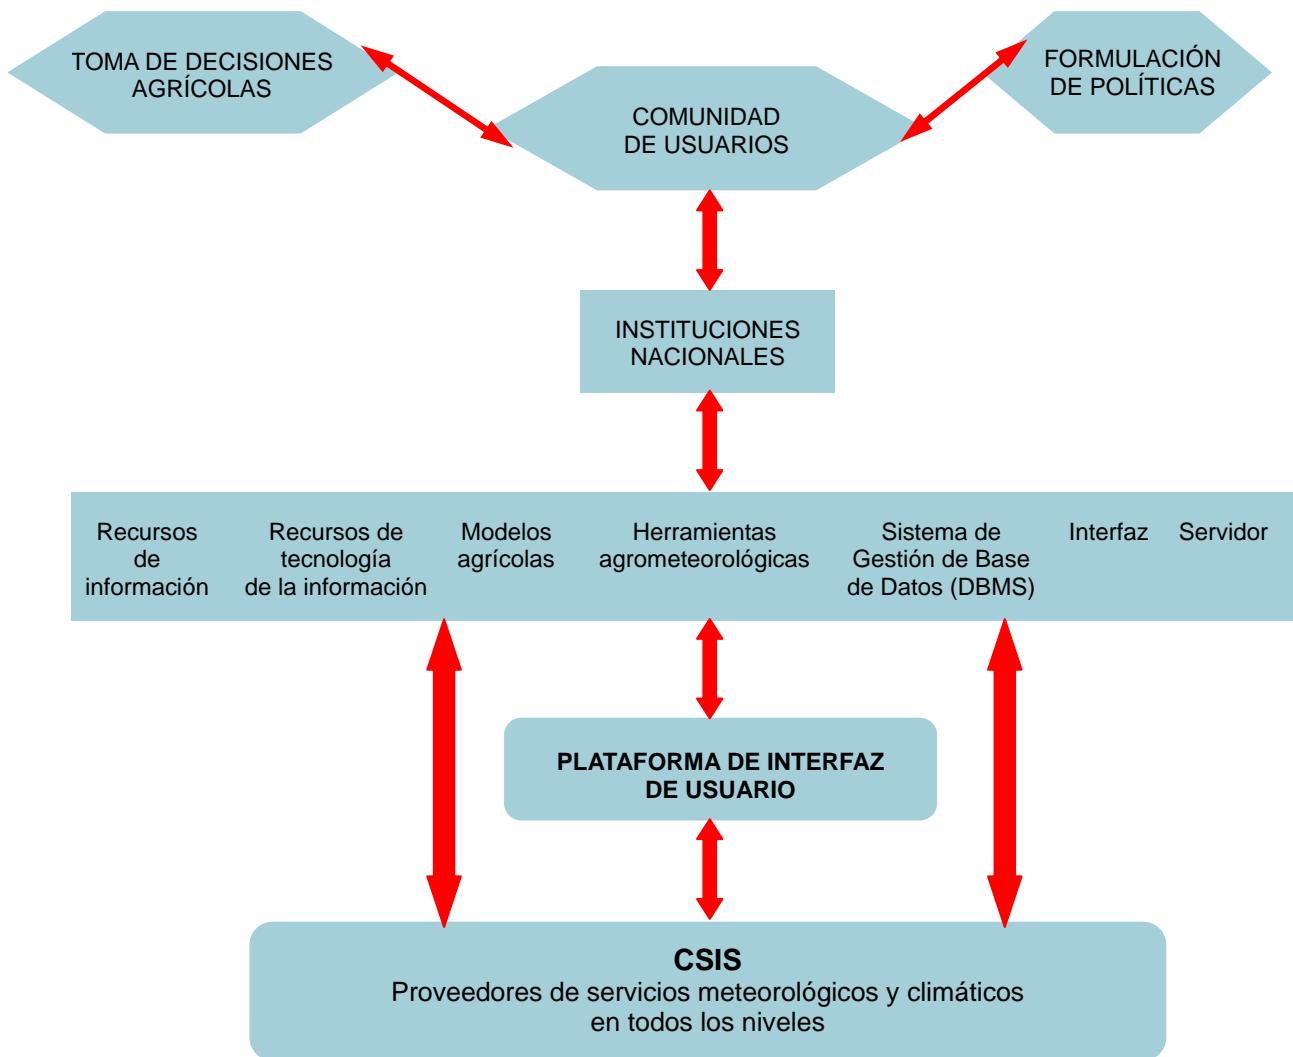 TOMA DE DECISIONES
AGRÍCOLAS
FORMULACIÓN
DE POLÍTICAS
COMUNIDAD
DE USUARIOS
INSTITUCIONES
NACIONALES
Recursos
de
información
Recursos de
tecnología
de la información
Modelos
agrícolas
Herramientas
agrometeorológicas
Sistema de
Gestión de Base
de Datos (DBMS)
Interfaz
Servidor
PLATAFORMA DE INTERFAZ
DE USUARIO
CSIS
Proveedores de servicios meteorológicos y climáticos
en todos los niveles